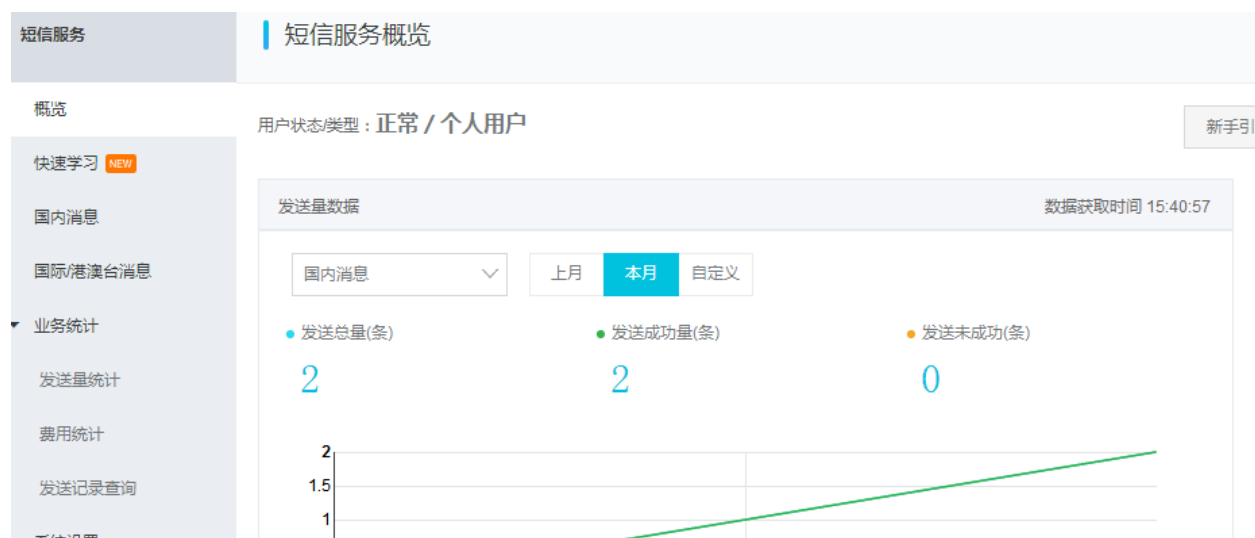 短信服务
短信服务概览
概览
用户状态/类型：正常 / 个人用户
新手引
快速学习 NEW
发送量数据
数据获取时间 15:40:57
国内消息
国际/港澳台消息
国内消息
上月
本月
自定义
业务统计
发送总量(条)
发送成功量(条)
发送未成功(条)
2
2
0
发送量统计
费用统计
发送记录查询
2
1.5
1